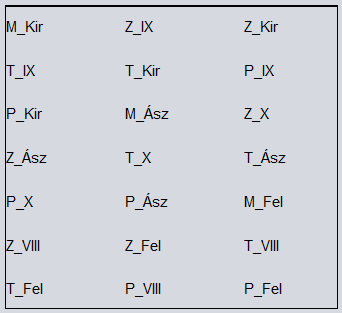 M_Kir Z_IX Z_Kir
T_IX T_Kir P_IX
P_Kir M_Ász Z_X
Z_Ász T_X T_Ász
P_X P_Ász M_Fel
Z_VIII Z_Fel T_VIII
T_Fel P_VIII P_Fel